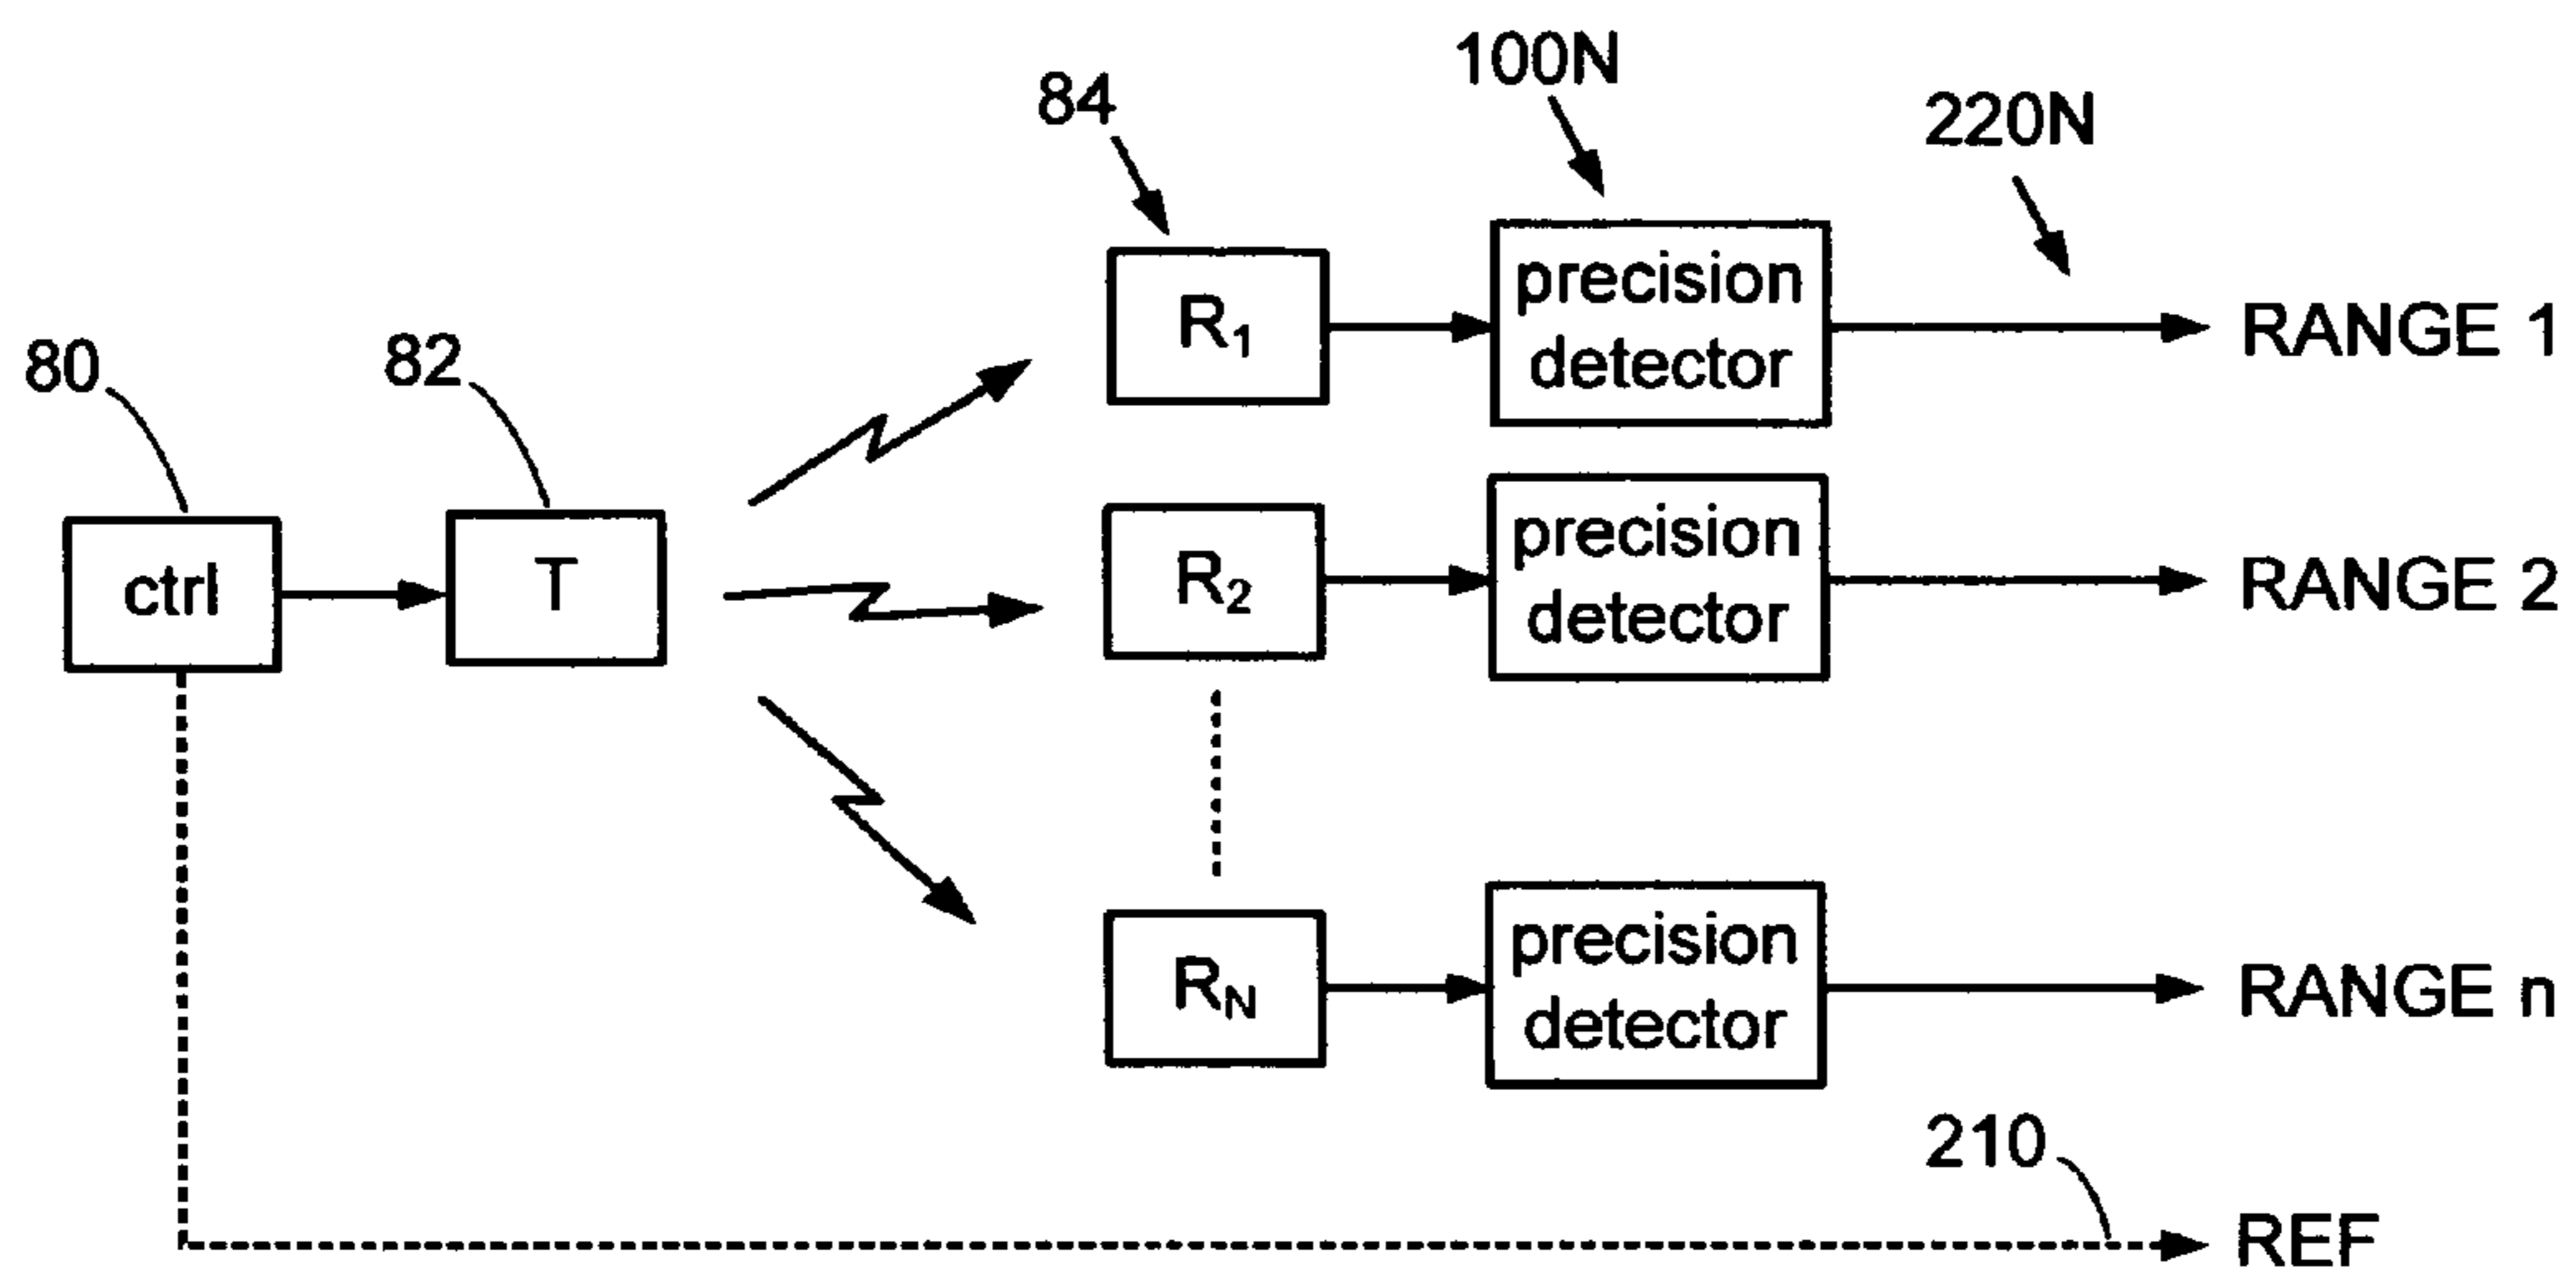 100N
84
220N
80
82
R₁
precision
detector
RANGE 1
ctrl
T
R₂
precision
detector
RANGE 2
R_N
precision
detector
RANGE n
210
REF